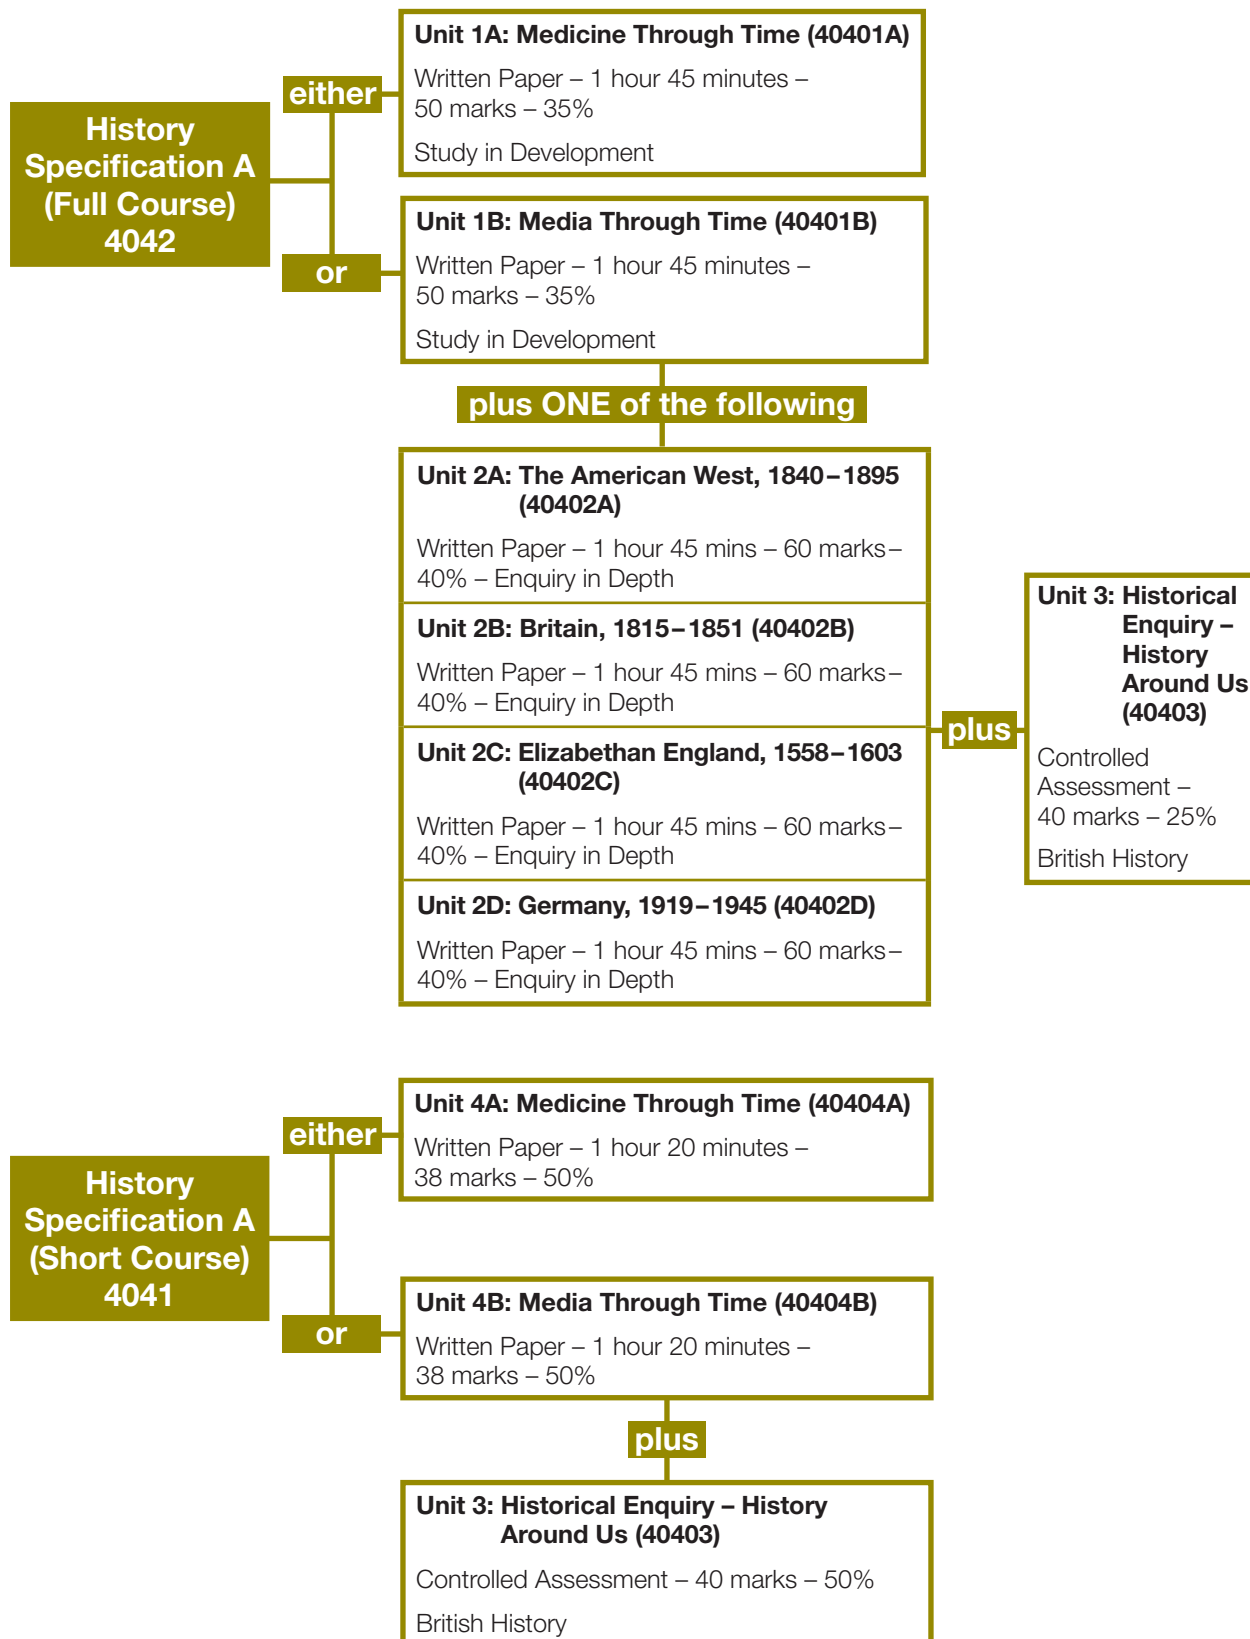 History
Specification A
(Full Course)
4042
either
Unit 1A: Medicine Through Time (40401A)
Written Paper – 1 hour 45 minutes –
50 marks – 35%
Study in Development
or
Unit 1B: Media Through Time (40401B)
Written Paper – 1 hour 45 minutes –
50 marks – 35%
Study in Development
plus ONE of the following
Unit 2A: The American West, 1840–1895
(40402A)
Written Paper – 1 hour 45 mins – 60 marks–
40% – Enquiry in Depth
Unit 2B: Britain, 1815–1851 (40402B)
Written Paper – 1 hour 45 mins – 60 marks–
40% – Enquiry in Depth
Unit 2C: Elizabethan England, 1558–1603
(40402C)
Written Paper – 1 hour 45 mins – 60 marks–
40% – Enquiry in Depth
Unit 2D: Germany, 1919–1945 (40402D)
Written Paper – 1 hour 45 mins – 60 marks–
40% – Enquiry in Depth
plus
Unit 3: Historical
Enquiry –
History
Around Us
(40403)
Controlled
Assessment –
40 marks – 25%
British History
History
Specification A
(Short Course)
4041
either
Unit 4A: Medicine Through Time (40404A)
Written Paper – 1 hour 20 minutes –
38 marks – 50%
or
Unit 4B: Media Through Time (40404B)
Written Paper – 1 hour 20 minutes –
38 marks – 50%
plus
Unit 3: Historical Enquiry – History
Around Us (40403)
Controlled Assessment – 40 marks – 50%
British History